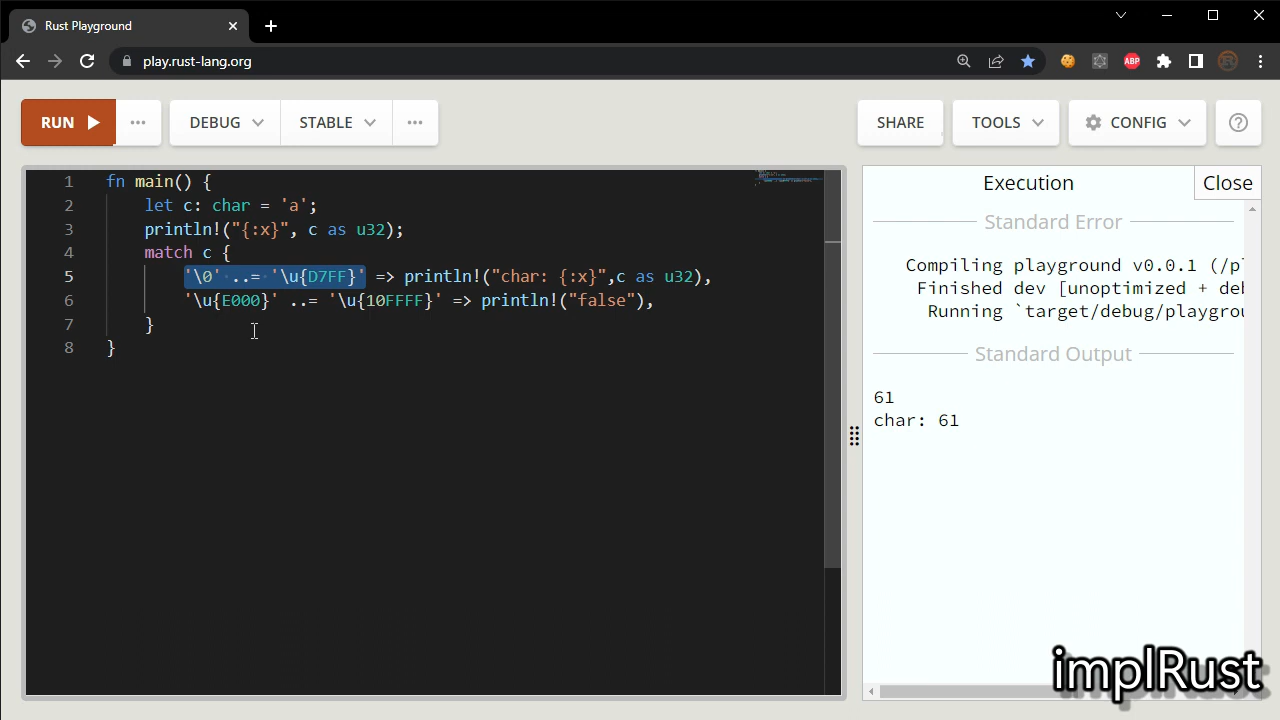 Rust Playground
play.rust-lang.org
ABP
RUN
DEBUG
STABLE
SHARE
TOOLS
CONFIG
1 fn main() {
2 let c: char = 'a';
3 println!("{:x}", c as u32);
4 match c {
5 '\0' ..= '\u{D7FF}' => println!("char: {:x}",c as u32),
6 '\u{E000}' ..= '\u{10FFFF}' => println!("false"),
7 }
8 }
Execution
Close
Standard Error
Compiling playground v0.0.1 (/pl
Finished dev [unoptimized + deb
Running `target/debug/playgrou
Standard Output
61
char: 61
implRust